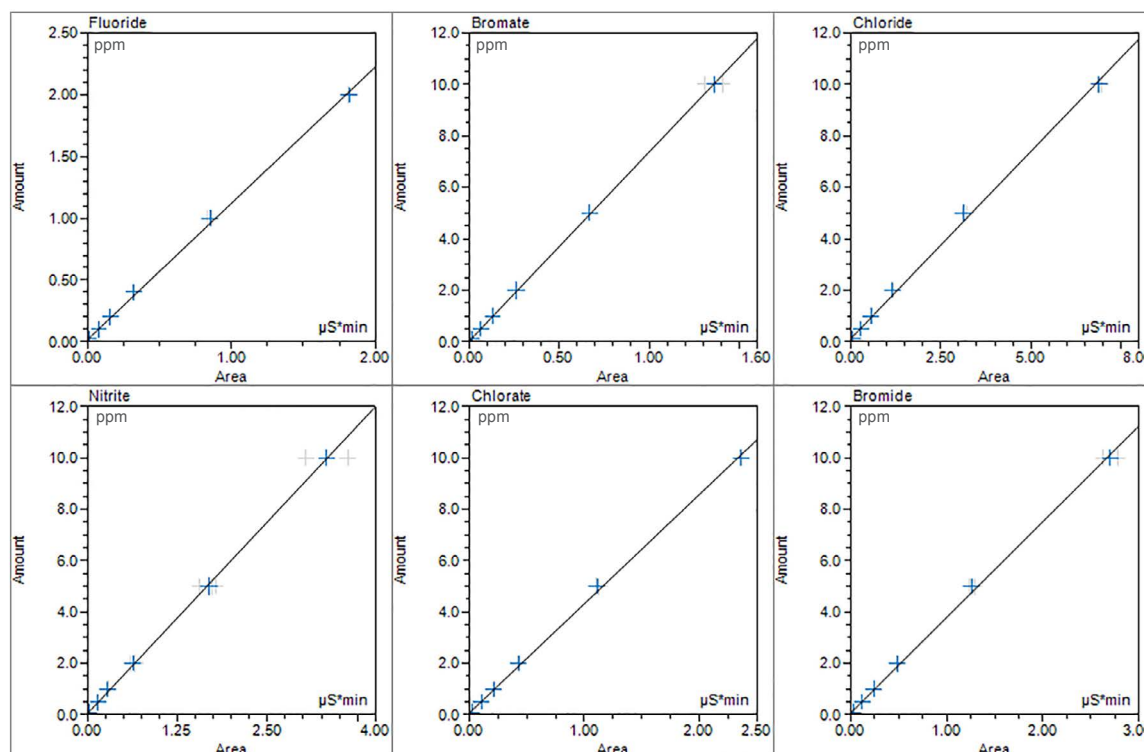 Fluoride
2.50
ppm
2.00
1.50
1.00
0.50
0.00
Amount
µS*min
0.00 1.00 2.00
Area
Bromate
12.0
ppm
10.0
8.0
6.0
4.0
2.0
0.0
Amount
µS*min
0.00 0.50 1.00 1.60
Area
Chloride
12.0
ppm
10.0
8.0
6.0
4.0
2.0
0.0
Amount
µS*min
0.00 2.50 5.00 8.0
Area
Nitrite
12.0
ppm
10.0
8.0
6.0
4.0
2.0
0.0
Amount
µS*min
0.00 1.25 2.50 4.00
Area
Chlorate
12.0
ppm
10.0
8.0
6.0
4.0
2.0
0.0
Amount
µS*min
0.00 1.00 2.00 2.50
Area
Bromide
12.0
ppm
10.0
8.0
6.0
4.0
2.0
0.0
Amount
µS*min
0.00 1.00 2.00 3.0
Area